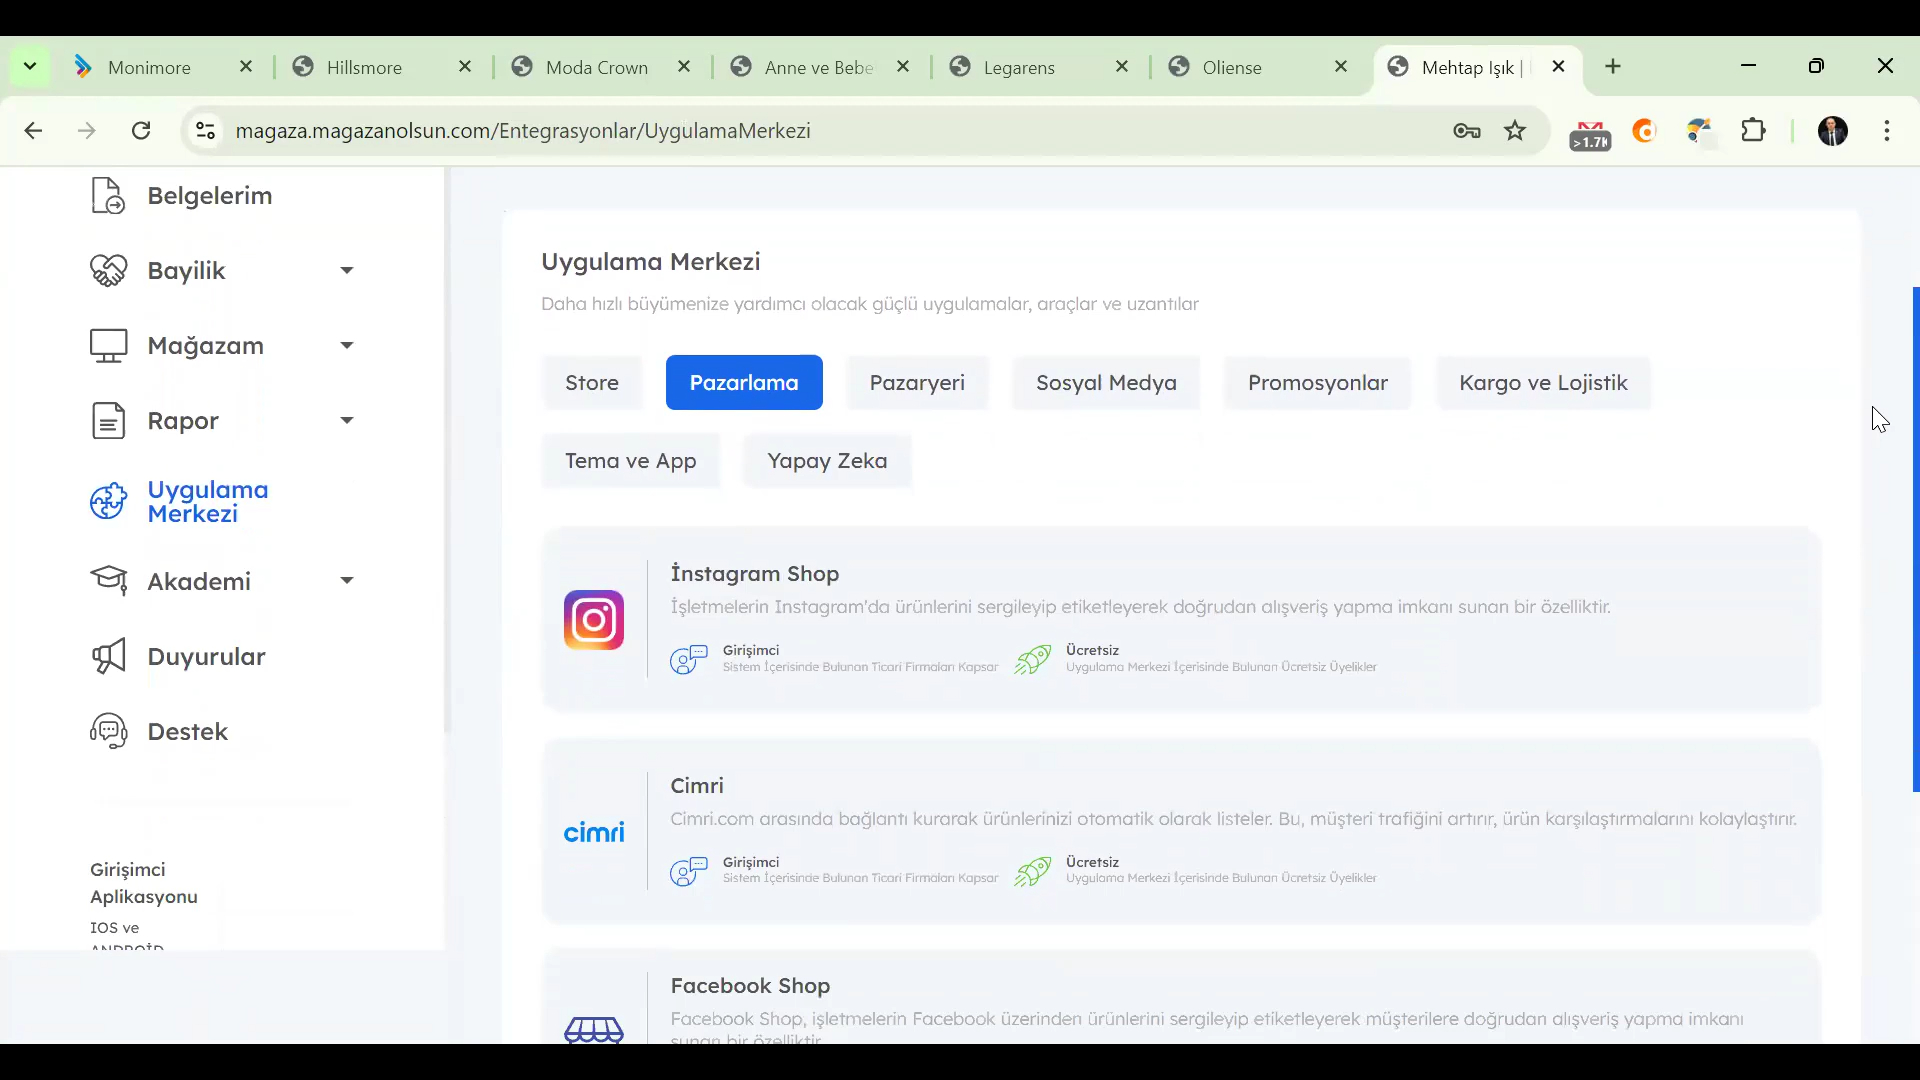 Monimore
Hillsmore
Moda Crown
Anne ve Bebe
Legarens
Oliense
Mehtap Işık |
magaza.magazanolsun.com/Entegrasyonlar/UygulamaMerkezi
>1.7K
Belgelerim
Bayilik
Mağazam
Rapor
Uygulama
Merkezi
Akademi
Duyurular
Destek
Girişimci
Aplikasyonu
IOS ve
ANDROİD
Uygulama Merkezi
Daha hızlı büyümenize yardımcı olacak güçlü uygulamalar, araçlar ve uzantılar
Store
Pazarlama
Pazaryeri
Sosyal Medya
Promosyonlar
Kargo ve Lojistik
Tema ve App
Yapay Zeka
İnstagram Shop
İşletmelerin Instagram'da ürünlerini sergileyip etiketleyerek doğrudan alışveriş yapma imkanı sunan bir özelliktir.
Girişimci
Sistem İçerisinde Bulunan Ticari Firmaları Kapsar
Ücretsiz
Uygulama Merkezi İçerisinde Bulunan Ücretsiz Üyelikler
cimri
Cimri
Cimri.com arasında bağlantı kurarak ürünlerinizi otomatik olarak listeler. Bu, müşteri trafiğini artırır, ürün karşılaştırmalarını kolaylaştırır.
Girişimci
Sistem İçerisinde Bulunan Ticari Firmaları Kapsar
Ücretsiz
Uygulama Merkezi İçerisinde Bulunan Ücretsiz Üyelikler
Facebook Shop
Facebook Shop, işletmelerin Facebook üzerinden ürünlerini sergileyip etiketleyerek müşterilere doğrudan alışveriş yapma imkanı
sunan bir özelliktir.